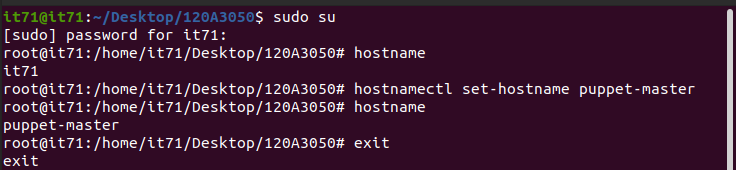 it71@it71:~/Desktop/120A3050$ sudo su
[sudo] password for it71:
root@it71:/home/it71/Desktop/120A3050# hostname
it71
root@it71:/home/it71/Desktop/120A3050# hostnamectl set-hostname puppet-master
root@it71:/home/it71/Desktop/120A3050# hostname
puppet-master
root@it71:/home/it71/Desktop/120A3050# exit
exit